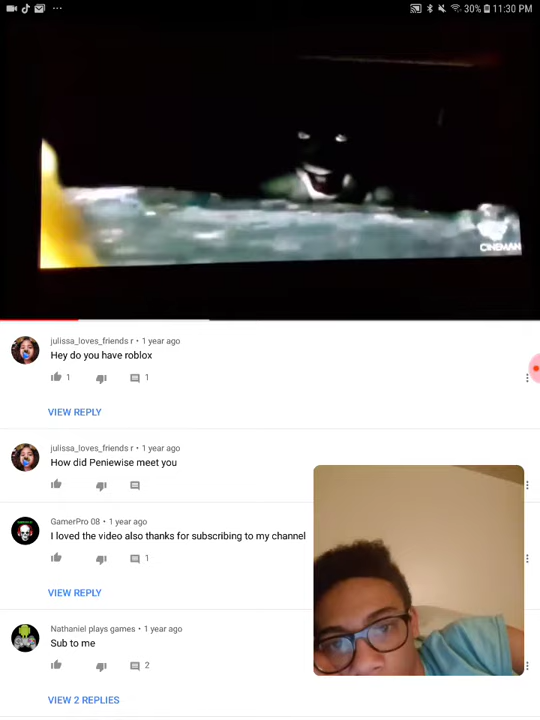 30% 11:30 PM
CINEMAN
julissa_loves_friends r • 1 year ago
Hey do you have roblox
1 1
VIEW REPLY
julissa_loves_friends r • 1 year ago
How did Peniewise meet you
GamerPro 08 • 1 year ago
I loved the video also thanks for subscribing to my channel
1
VIEW REPLY
Nathaniel plays games • 1 year ago
Sub to me
2
VIEW 2 REPLIES